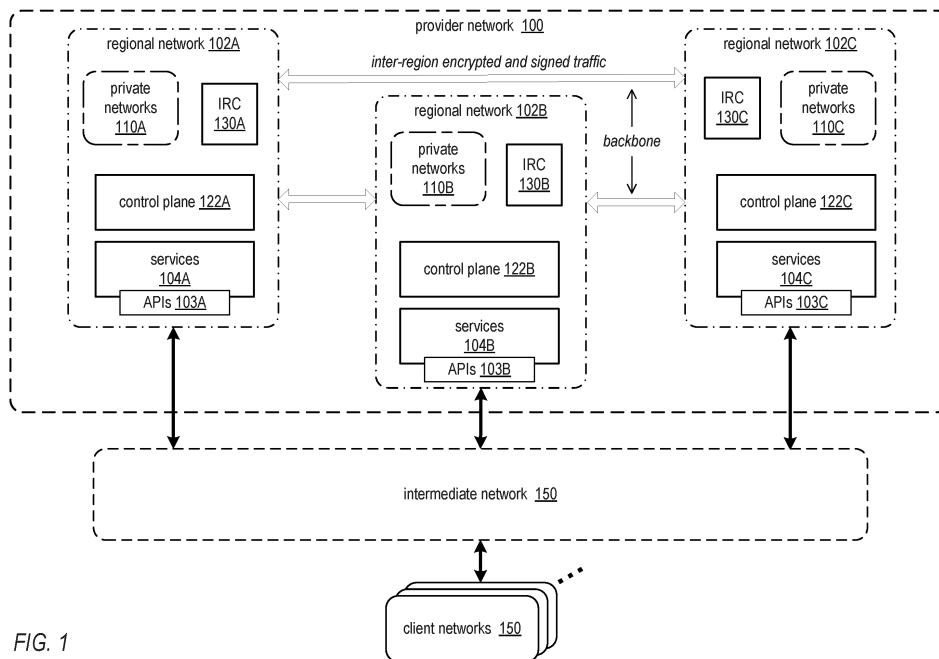 provider network 100
regional network 102A
private
networks
110A
IRC
130A
control plane 122A
services
104A
APIs 103A
inter-region encrypted and signed traffic
backbone
regional network 102B
private
networks
110B
IRC
130B
control plane 122B
services
104B
APIs 103B
regional network 102C
IRC
130C
private
networks
110C
control plane 122C
services
104C
APIs 103C
intermediate network 150
client networks 150
FIG. 1